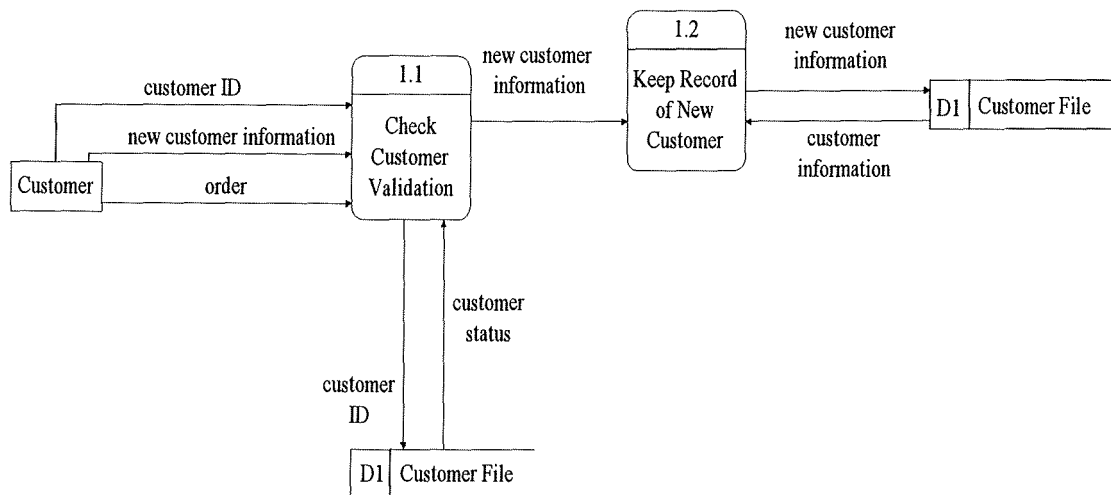 1.2
new customer
information
1.1
new customer
information
Keep Record
of New
Customer
customer ID
D1 Customer File
Check
Customer
Validation
new customer information
customer
information
Customer
order
customer
status
customer
ID
D1 Customer File